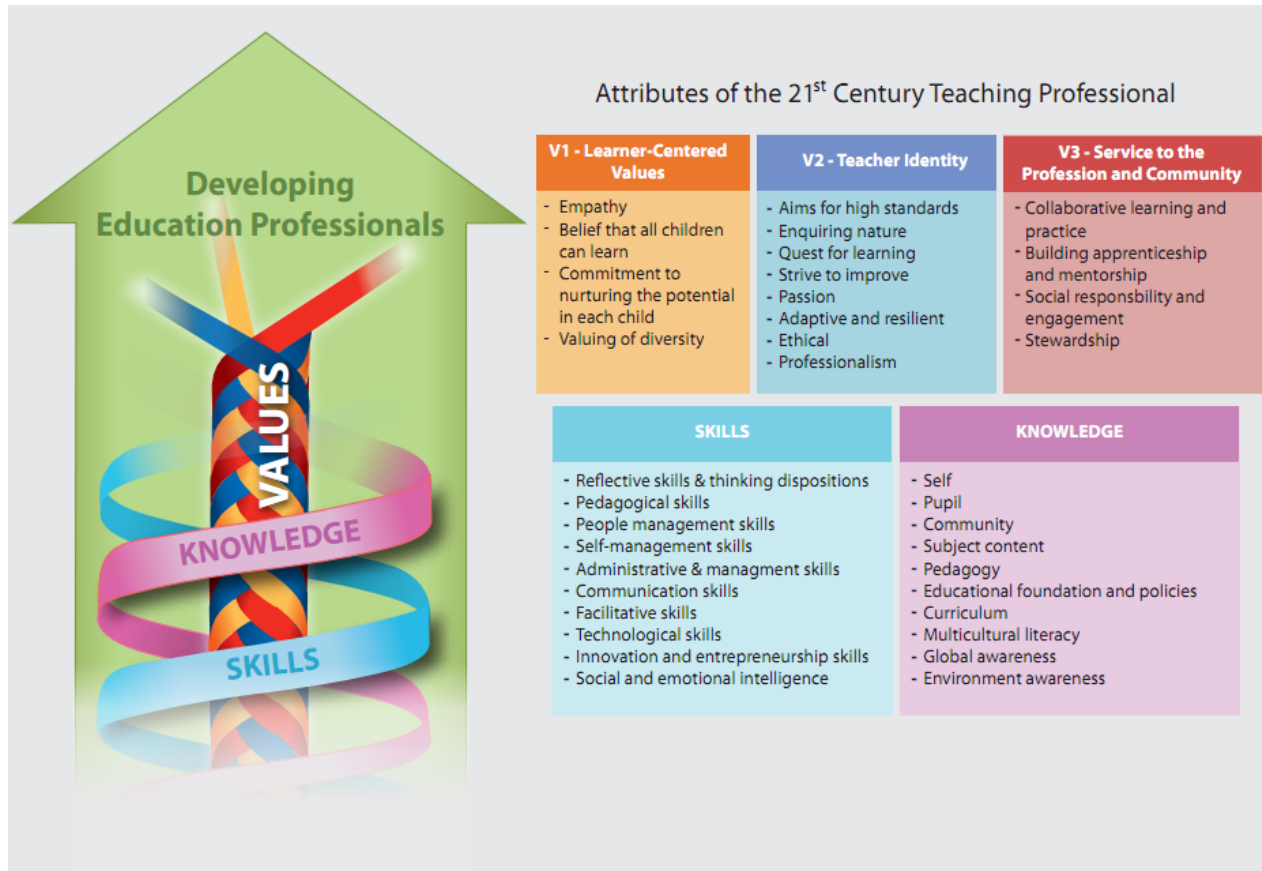 Developing
Education Professionals
VALUES
KNOWLEDGE
SKILLS
Attributes of the 21st Century Teaching Professional
V1 - Learner-Centered
Values
- Empathy
- Belief that all children
can learn
- Commitment to
nurturing the potential
in each child
- Valuing of diversity
V2 - Teacher Identity
- Aims for high standards
- Enquiring nature
- Quest for learning
- Strive to improve
- Passion
- Adaptive and resilient
- Ethical
- Professionalism
V3 - Service to the
Profession and Community
- Collaborative learning and
practice
- Building apprenticeship
and mentorship
- Social responsbility and
engagement
- Stewardship
SKILLS
- Reflective skills & thinking dispositions
- Pedagogical skills
- People management skills
- Self-management skills
- Administrative & managment skills
- Communication skills
- Facilitative skills
- Technological skills
- Innovation and entrepreneurship skills
- Social and emotional intelligence
KNOWLEDGE
- Self
- Pupil
- Community
- Subject content
- Pedagogy
- Educational foundation and policies
- Curriculum
- Multicultural literacy
- Global awareness
- Environment awareness